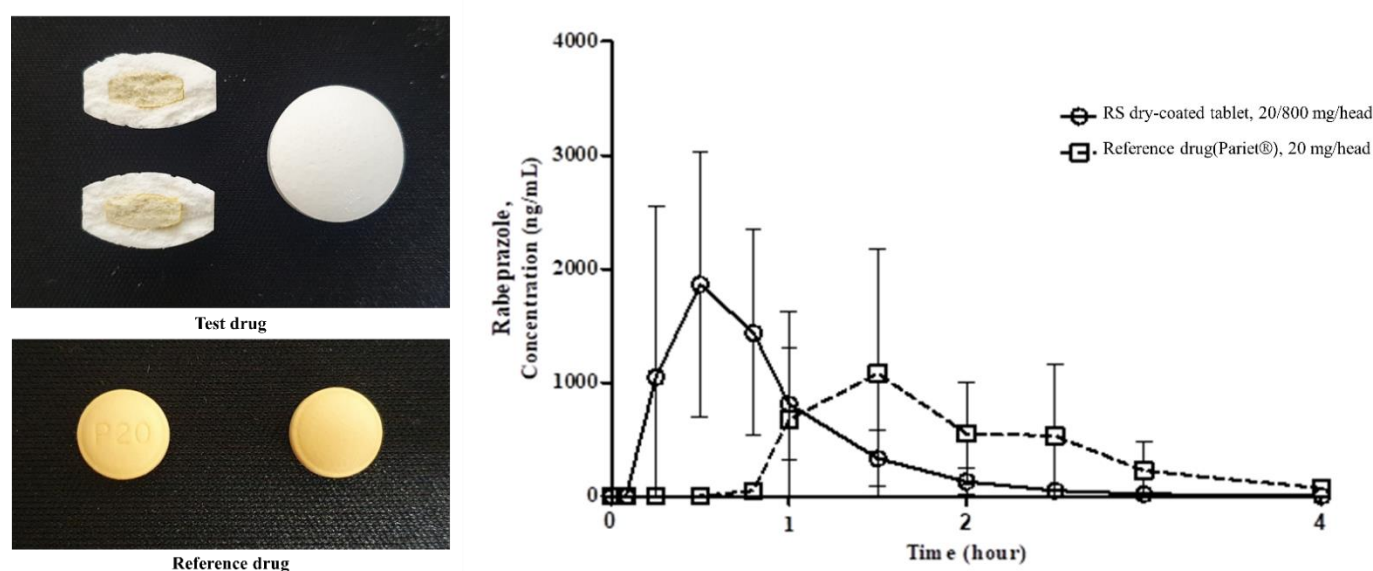 Test drug
P20
Reference drug
4000
3000
2000
1000
0
Rabeprazole,
Concentration (ng/mL)
RS dry-coated tablet, 20/800 mg/head
Reference drug(Pariet®), 20 mg/head
0 1 2 4
Time (hour)